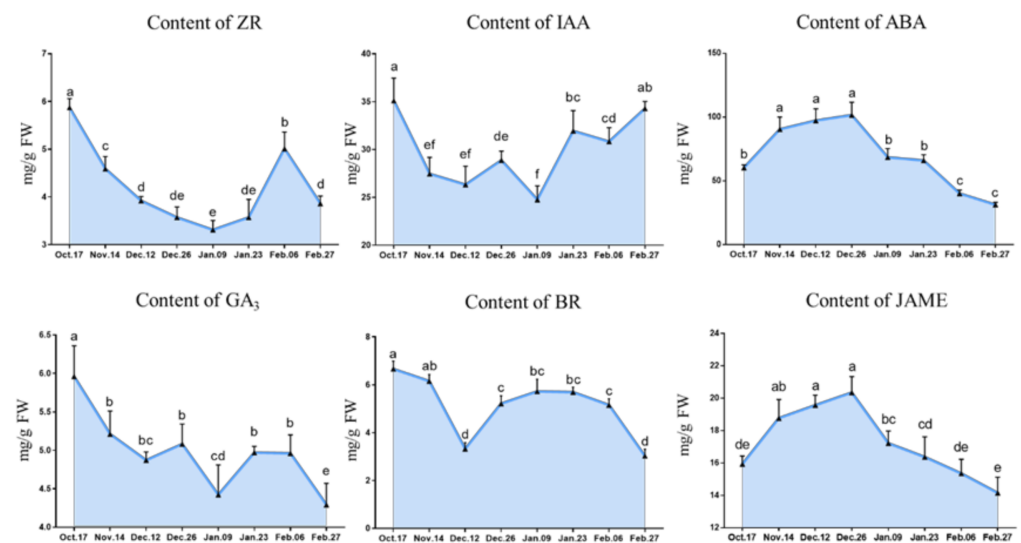 Content of ZR
Content of IAA
Content of ABA
mg/g FW
7
6
5
4
3
a
c
d
de
e
de
b
d
Oct.17 Nov.14 Dec.12 Dec.26 Jan.09 Jan.23 Feb.06 Feb.27
mg/g FW
40
35
30
25
20
a
ef
ef
de
f
bc
cd
ab
Oct.17 Nov.14 Dec.12 Dec.26 Jan.09 Jan.23 Feb.06 Feb.27
mg/g FW
150
100
50
0
b
a
a
a
b
b
c
c
Oct.17 Nov.14 Dec.12 Dec.26 Jan.09 Jan.23 Feb.06 Feb.27
Content of GA3
Content of BR
Content of JAME
mg/g FW
6.5
6.0
5.5
5.0
4.5
4.0
a
b
bc
b
cd
b
b
e
Oct.17 Nov.14 Dec.12 Dec.26 Jan.09 Jan.23 Feb.06 Feb.27
mg/g FW
8
6
4
2
0
a
ab
d
c
bc
bc
c
d
Oct.17 Nov.14 Dec.12 Dec.26 Jan.09 Jan.23 Feb.06 Feb.27
mg/g FW
24
22
20
18
16
14
12
de
ab
a
a
bc
cd
de
e
Oct.17 Nov.14 Dec.12 Dec.26 Jan.09 Jan.23 Feb.06 Feb.27